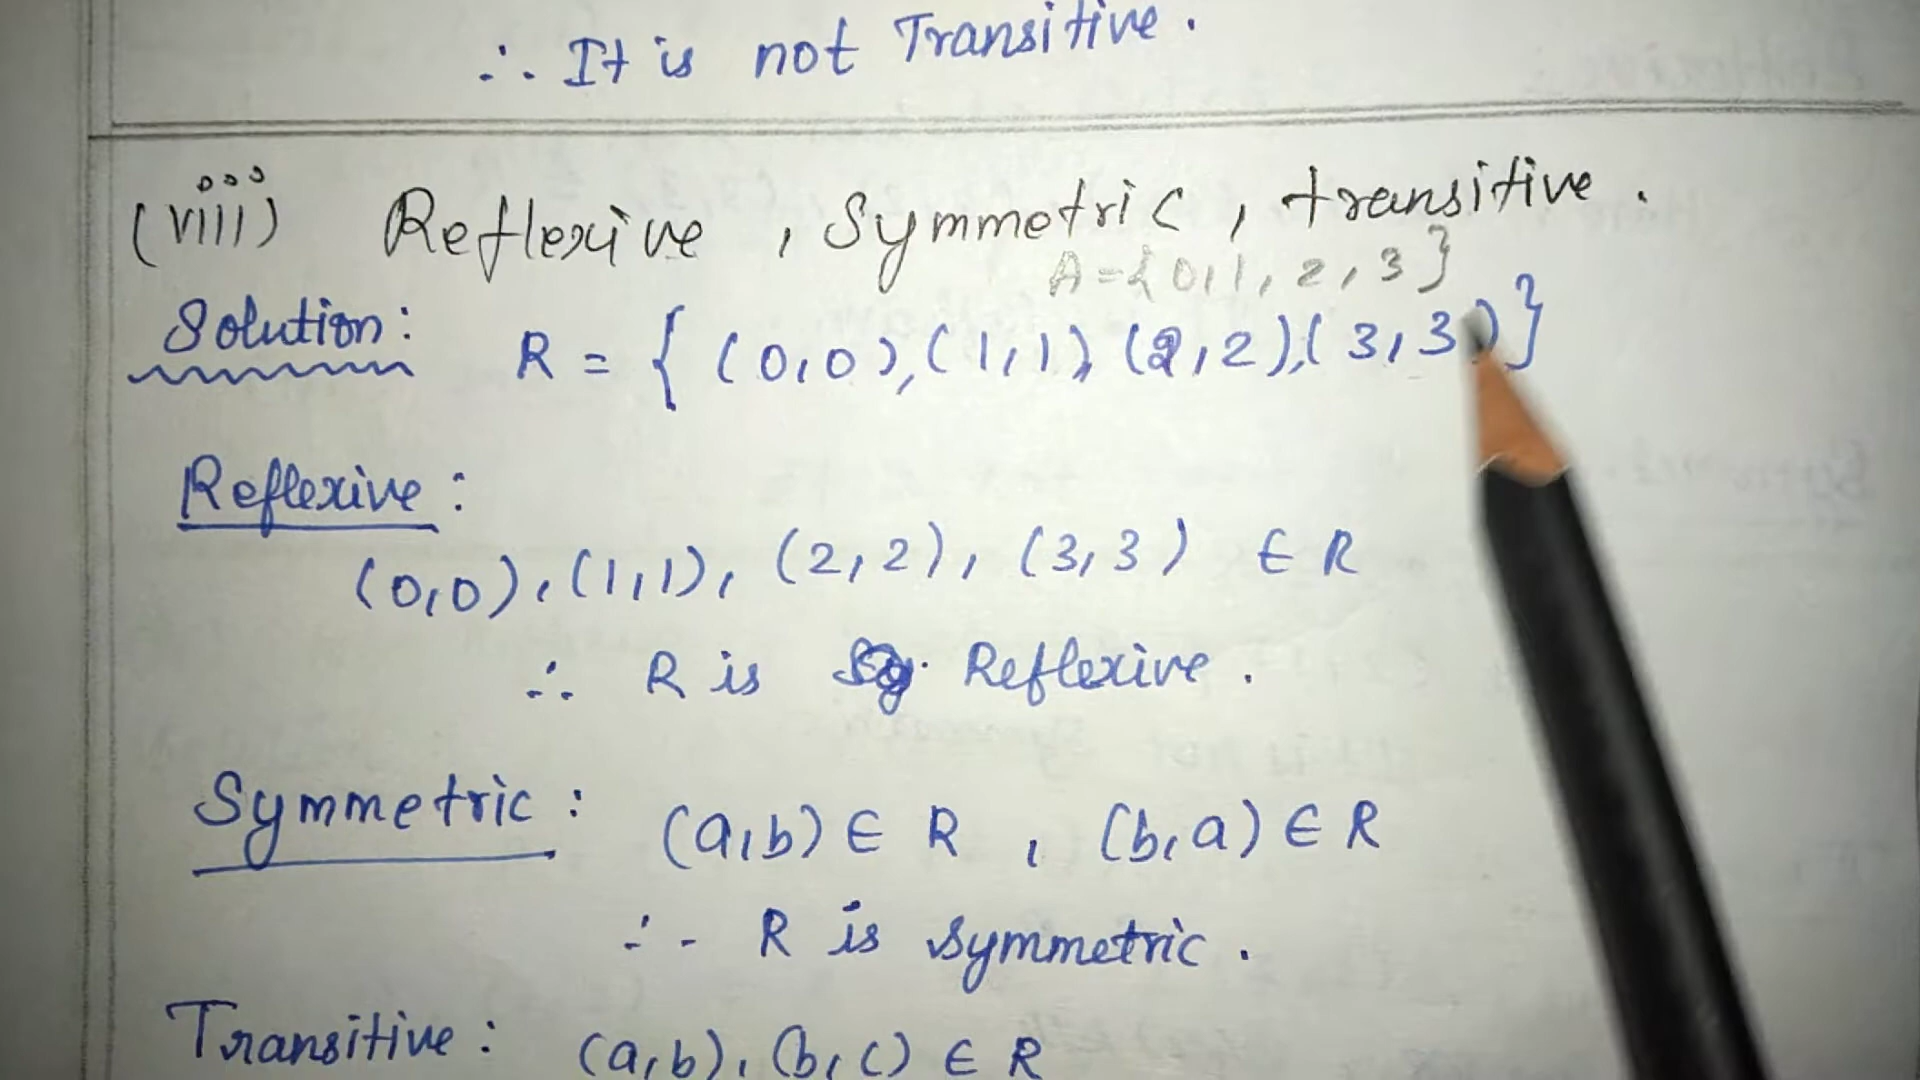 ∴ It is not Transitive.
(viii) Reflexive, Symmetric, transitive.
A={0,1,2,3}
Solution: R = {(0,0),(1,1),(2,2),(3,3)}
Reflexive:
(0,0),(1,1),(2,2),(3,3) ∈ R
∴ R is Reflexive.
Symmetric: (a,b) ∈ R, (b,a) ∈ R
∴ R is symmetric.
Transitive: (a,b),(b,c) ∈ R